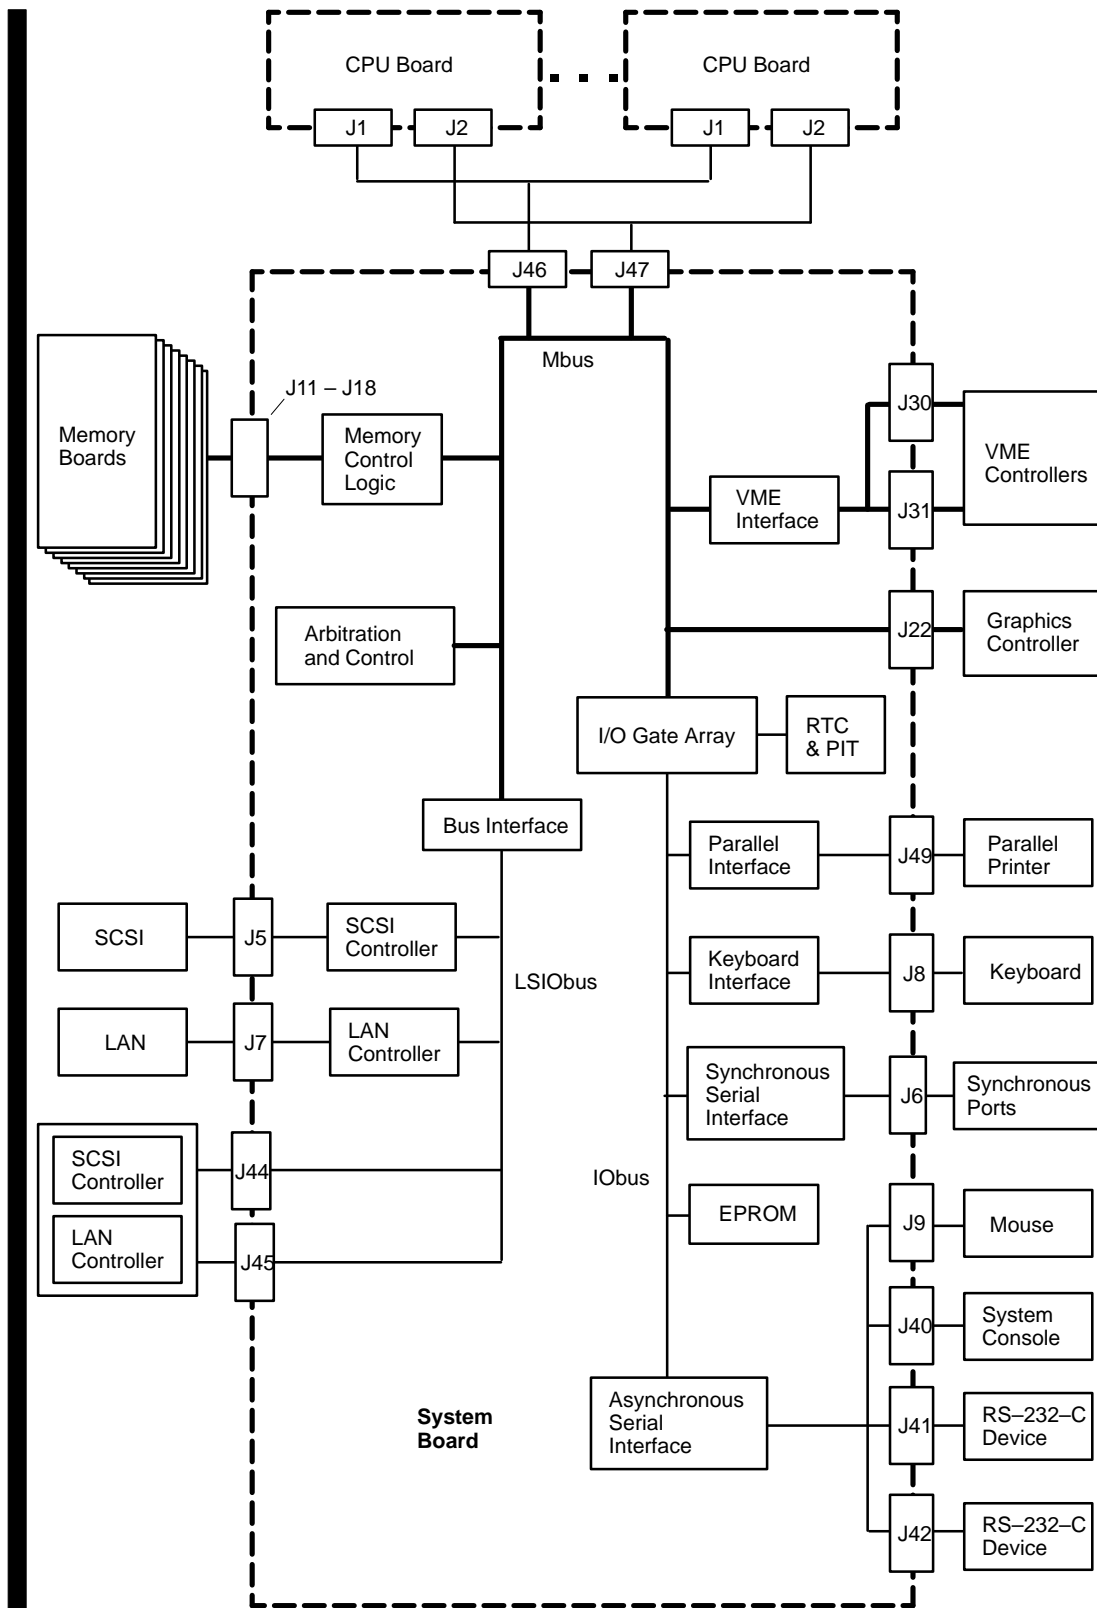 CPU Board
CPU Board
J1
J2
J1
J2
J46
J47
Mbus
J11 – J18
J30
Memory
Boards
Memory
Control
Logic
VME
Controllers
VME
Interface
J31
Arbitration
and Control
J22
Graphics
Controller
I/O Gate Array
RTC
& PIT
Bus Interface
Parallel
Interface
J49
Parallel
Printer
SCSI
J5
SCSI
Controller
LSIObus
Keyboard
Interface
J8
Keyboard
LAN
J7
LAN
Controller
Synchronous
Serial
Interface
J6
Synchronous
Ports
SCSI
Controller
J44
IObus
LAN
Controller
J45
EPROM
J9
Mouse
J40
System
Console
System
Board
Asynchronous
Serial
Interface
J41
RS–232–C
Device
J42
RS–232–C
Device